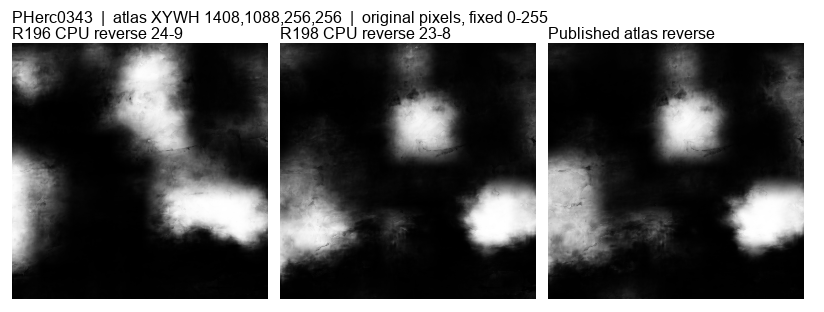 PHerc0343 | atlas XYWH 1408,1088,256,256 | original pixels, fixed 0-255
R196 CPU reverse 24-9
R198 CPU reverse 23-8
Published atlas reverse